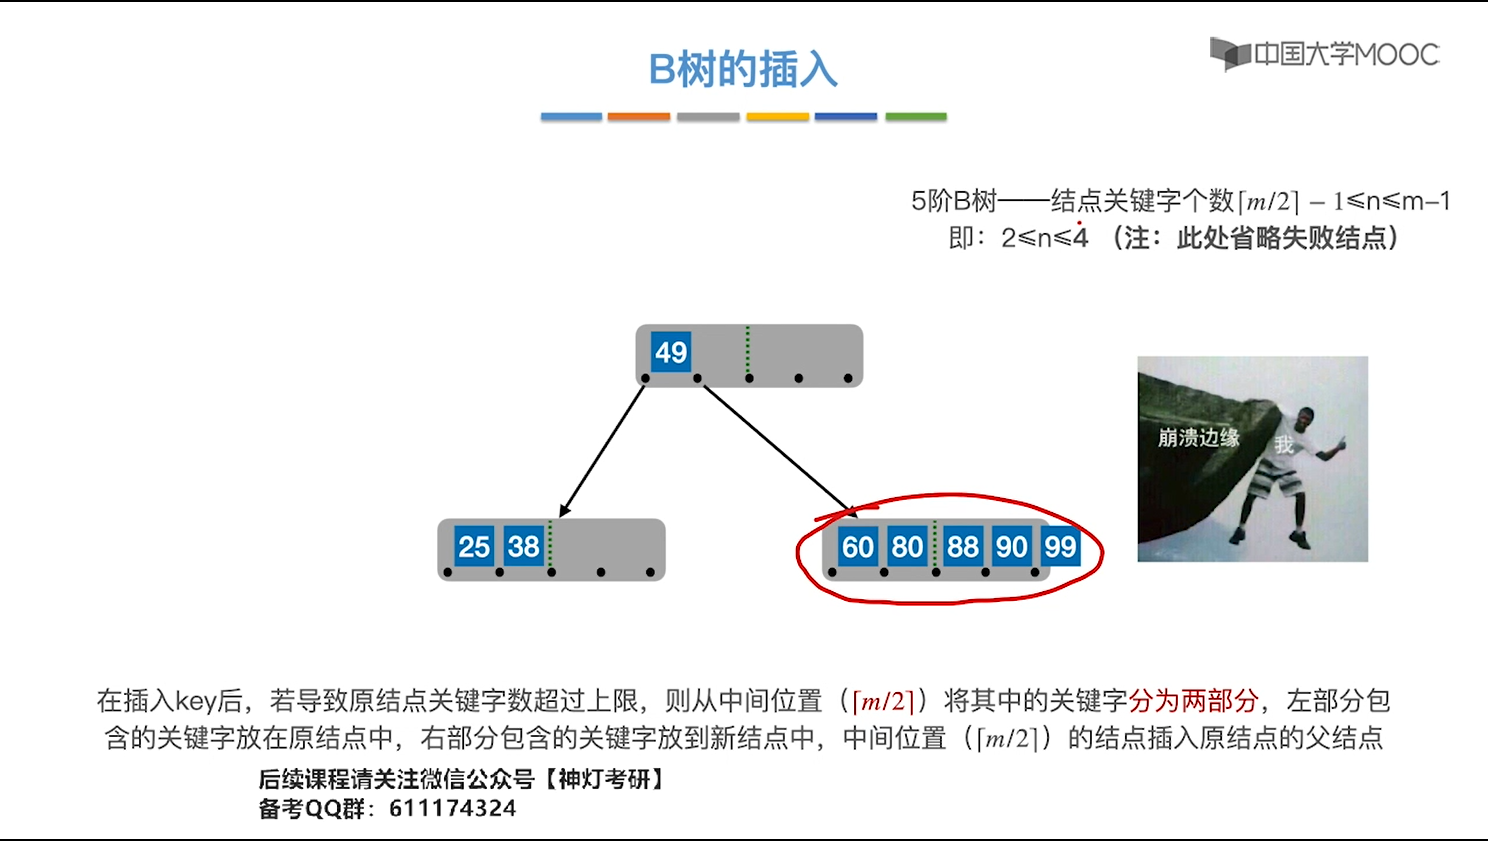 B树的插入
中国大学MOOC
5阶B树——结点关键字个数⌈m/2⌉ − 1≤n≤m−1
即：2≤n≤4 （注：此处省略失败结点）
49
崩溃边缘
我
25 38
60 80 88 90 99
在插入key后，若导致原结点关键字数超过上限，则从中间位置（⌈m/2⌉）将其中的关键字分为两部分，左部分包
含的关键字放在原结点中，右部分包含的关键字放到新结点中，中间位置（⌈m/2⌉）的结点插入原结点的父结点
后续课程请关注微信公众号【神灯考研】
备考QQ群：611174324